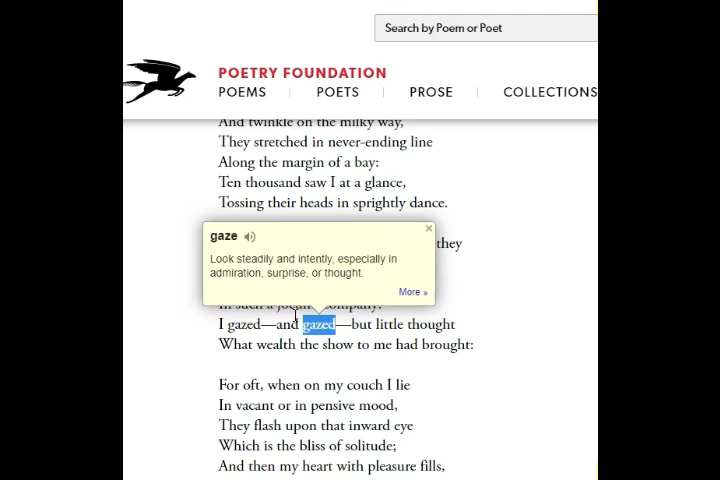 Search by Poem or Poet
POETRY FOUNDATION
POEMS | POETS | PROSE | COLLECTIONS
And twinkle on the milky way,
They stretched in never-ending line
Along the margin of a bay:
Ten thousand saw I at a glance,
Tossing their heads in sprightly dance.
they
gaze
Look steadily and intently, especially in
admiration, surprise, or thought.
More »
In such a jocund company:
I gazed—and gazed—but little thought
What wealth the show to me had brought:
For oft, when on my couch I lie
In vacant or in pensive mood,
They flash upon that inward eye
Which is the bliss of solitude;
And then my heart with pleasure fills,